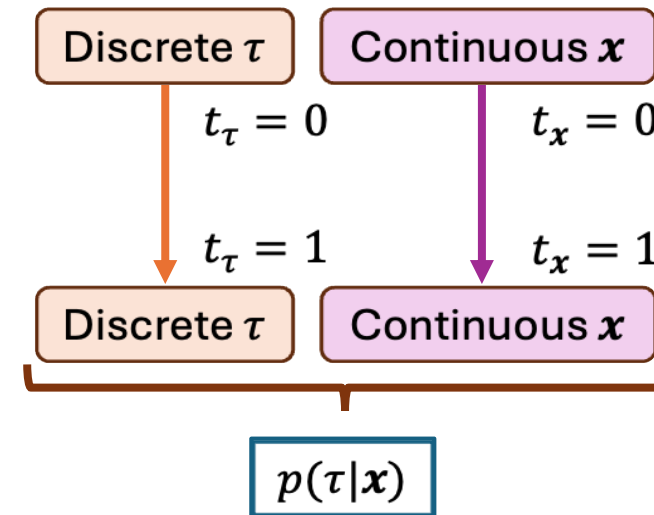 Discrete τ Continuous 𝒙
t_τ = 0 t_𝒙 = 0
t_τ = 1 t_𝒙 = 1
Discrete τ Continuous 𝒙
p(τ|𝒙)